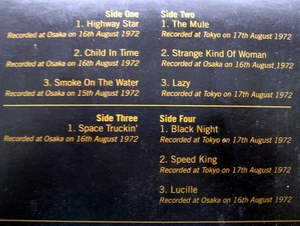 Side One
1. Highway Star
Recorded at Osaka on 16th August 1972
2. Child In Time
Recorded at Osaka on 16th August 1972
3. Smoke On The Water
Recorded at Osaka on 15th August 1972
Side Two
1. The Mule
Recorded at Tokyo on 17th August 1972
2. Strange Kind Of Woman
Recorded at Osaka on 16th August, 1972
3. Lazy
Recorded at Tokyo on 17th August 1972
Side Three
1. Space Truckin'
Recorded at Osaka on 16th August 1972
Side Four
1. Black Night
Recorded at Tokyo on 17th August 1972
2. Speed King
Recorded at Tokyo on 17th August 1972
3. Lucille
Recorded at Osaka on 16th August 1972